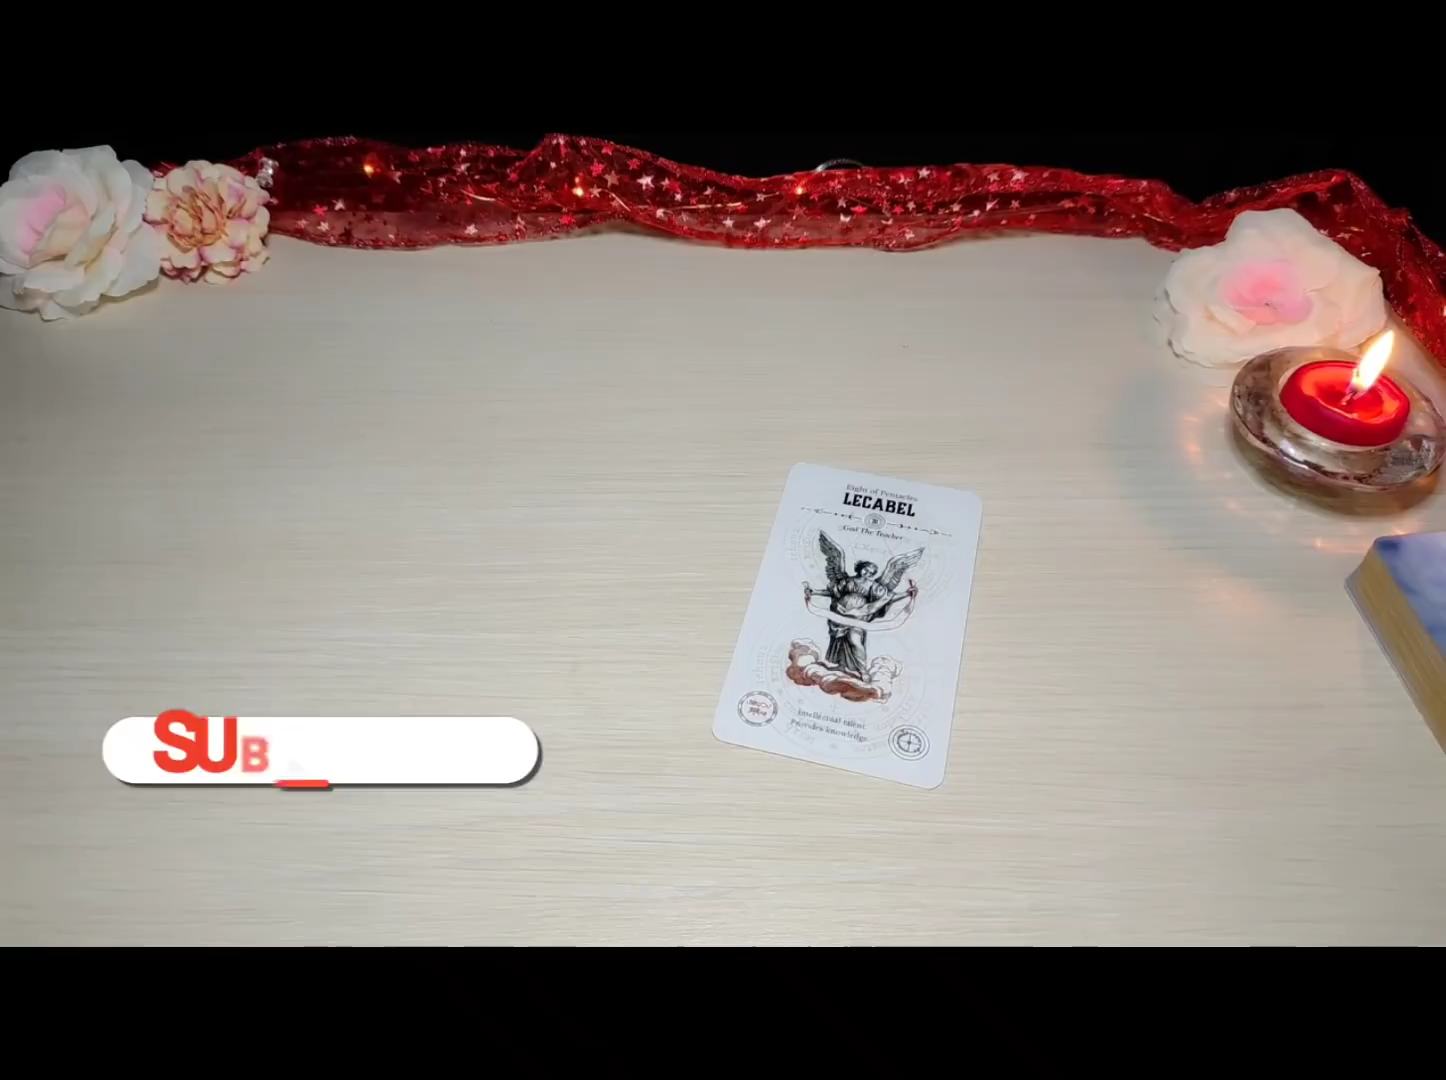 Eight of Pentacles
LECABEL
God The Teacher
Intellectual talent.
Provides knowledge.
SUB